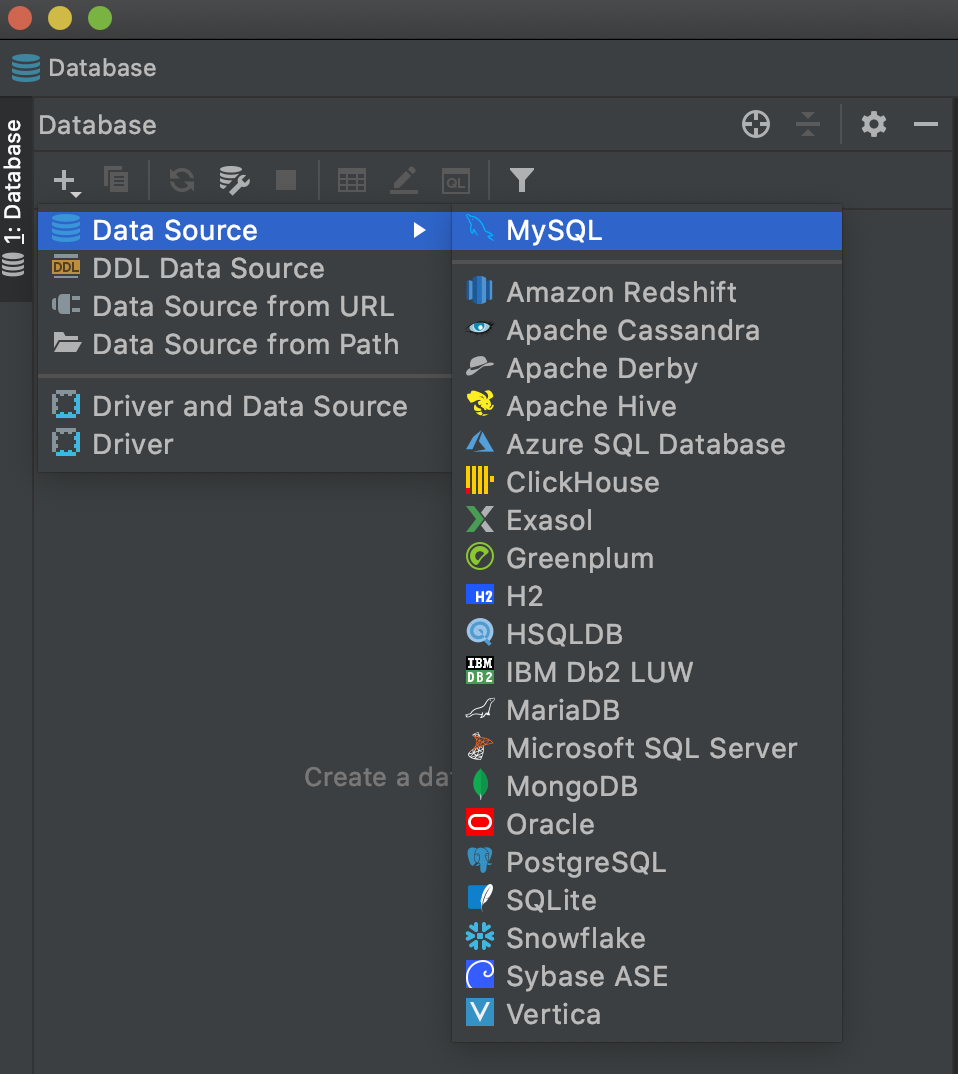 Database
Database
1: Database
QL
Data Source
DDL Data Source
DDL
Data Source from URL
Data Source from Path
Driver and Data Source
Driver
MySQL
Amazon Redshift
Apache Cassandra
Apache Derby
Apache Hive
Azure SQL Database
ClickHouse
Exasol
Greenplum
H2 H2
HSQLDB
IBM DB2 IBM Db2 LUW
MariaDB
Microsoft SQL Server
MongoDB
Oracle
PostgreSQL
SQLite
Snowflake
Sybase ASE
V Vertica
Create a da